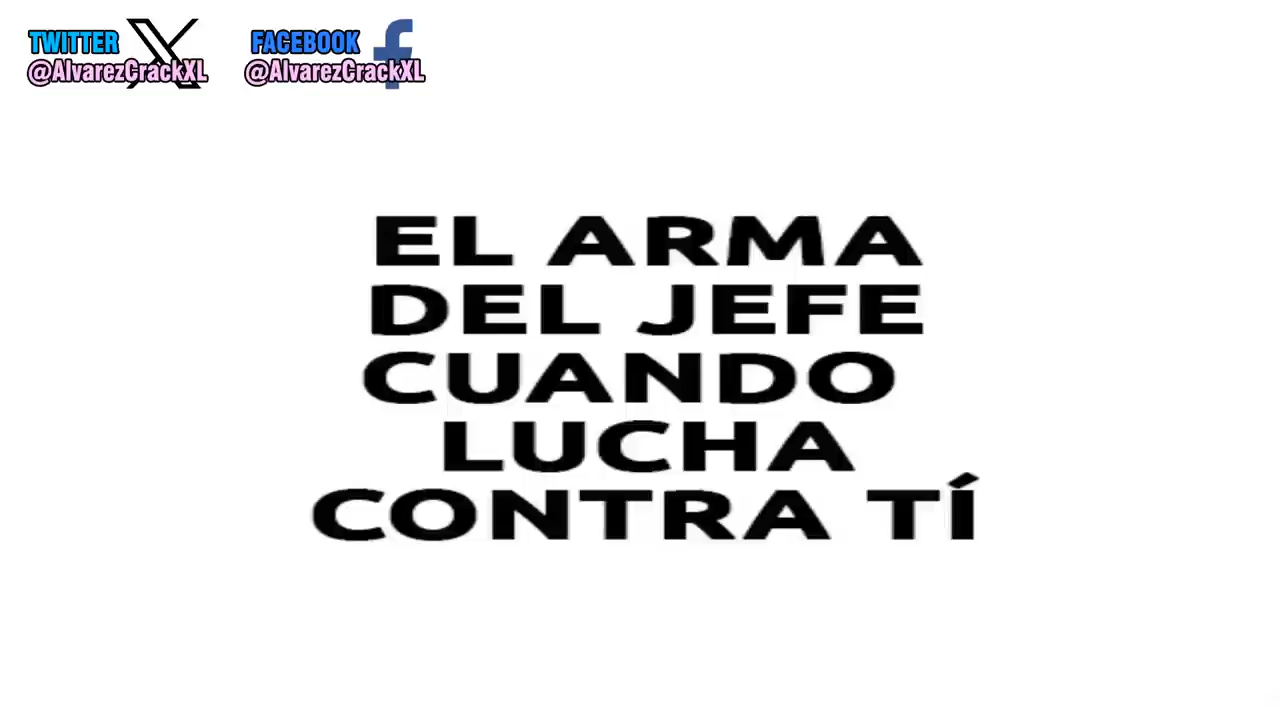 TWITTER
@AlvarezCrackXL
FACEBOOK
@AlvarezCrackXL
EL ARMA
DEL JEFE
CUANDO
LUCHA
CONTRA TÍ